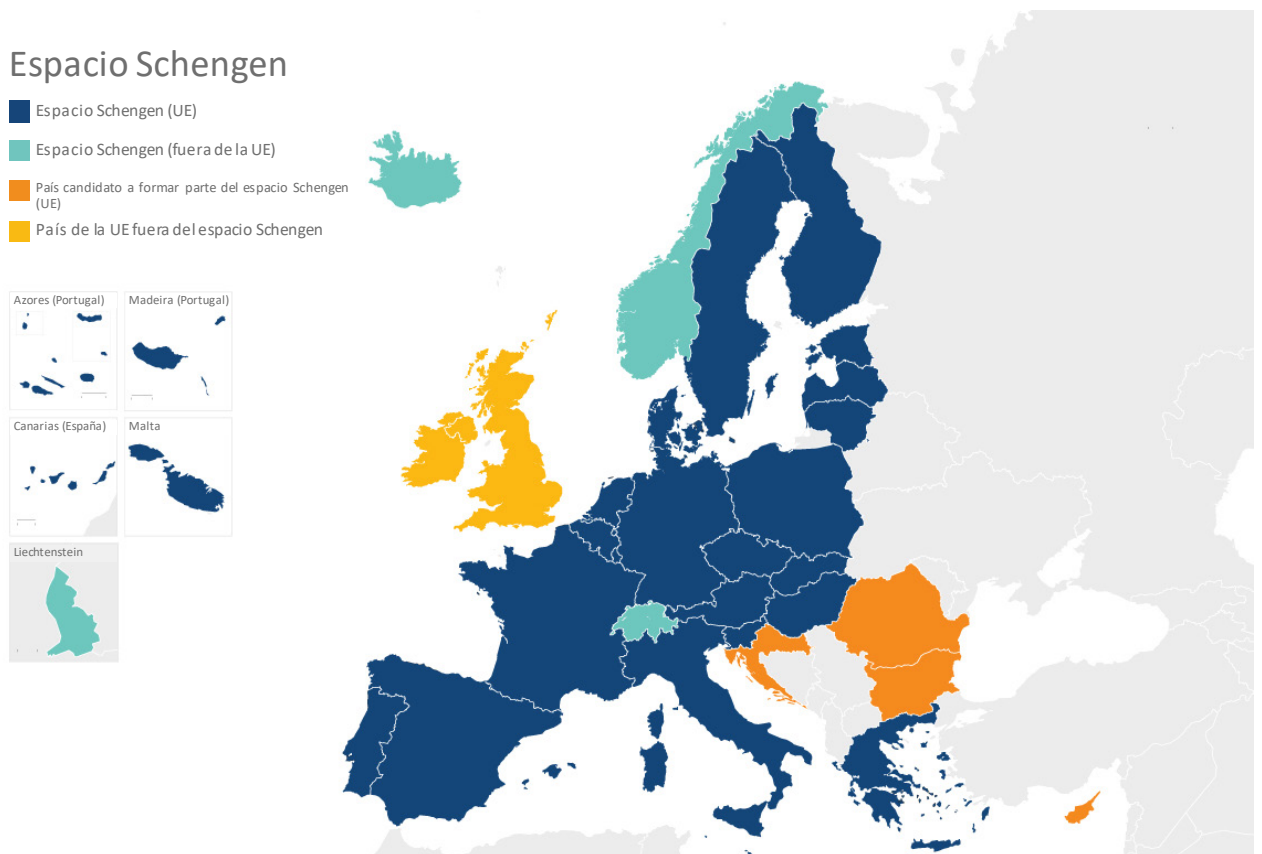 Espacio Schengen
Espacio Schengen (UE)
Espacio Schengen (fuera de la UE)
País candidato a formar parte del espacio Schengen
(UE)
País de la UE fuera del espacio Schengen
Azores (Portugal)
Madeira (Portugal)
Canarias (España)
Malta
Liechtenstein